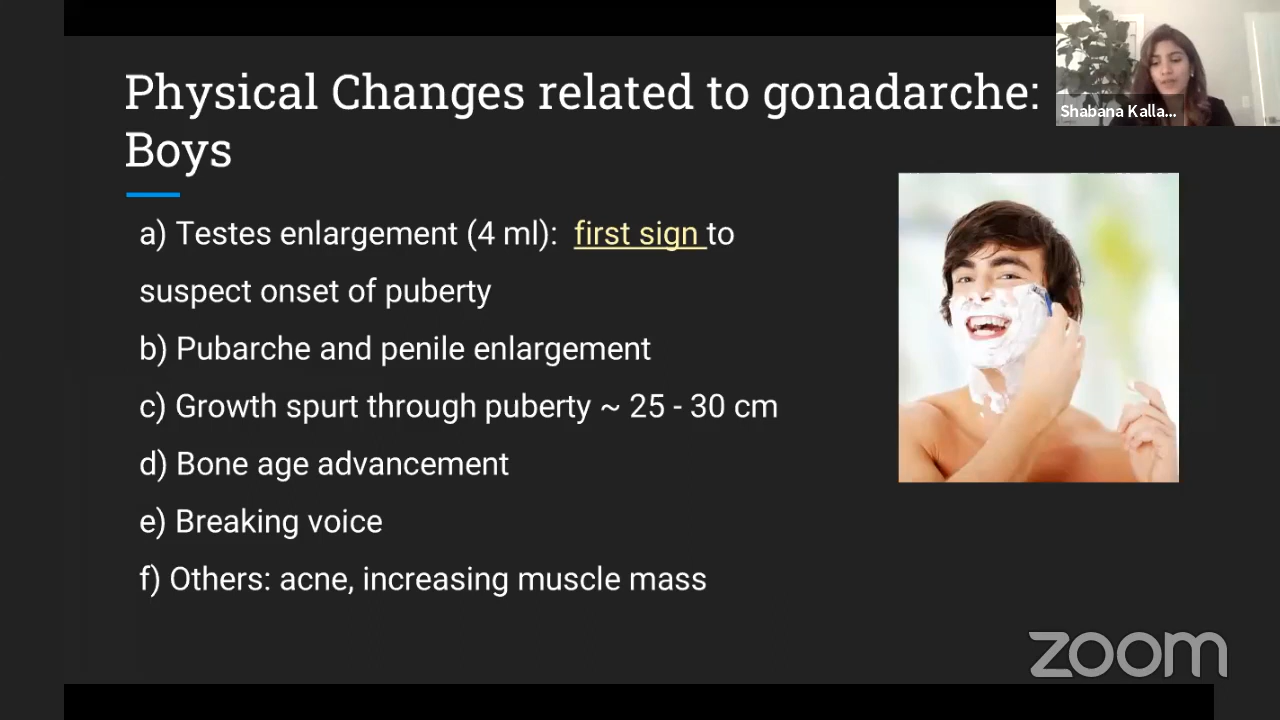 Physical Changes related to gonadarche:
Boys
Shabana Kalla...
a) Testes enlargement (4 ml): first sign to
suspect onset of puberty
b) Pubarche and penile enlargement
c) Growth spurt through puberty ~ 25 - 30 cm
d) Bone age advancement
e) Breaking voice
f) Others: acne, increasing muscle mass
zoom